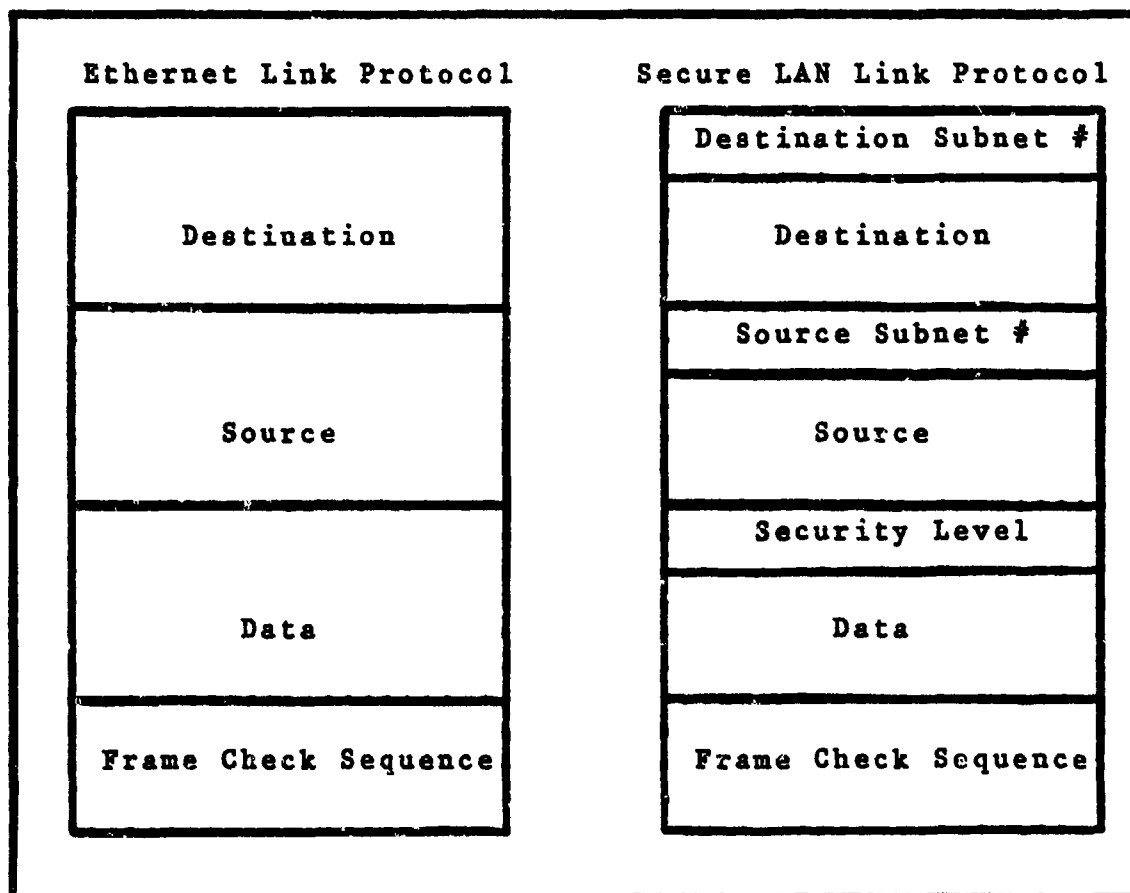 Ethernet Link Protocol
Destination
Source
Data
Frame Check Sequence
Secure LAN Link Protocol
Destination Subnet #
Destination
Source Subnet #
Source
Security Level
Data
Frame Check Sequence